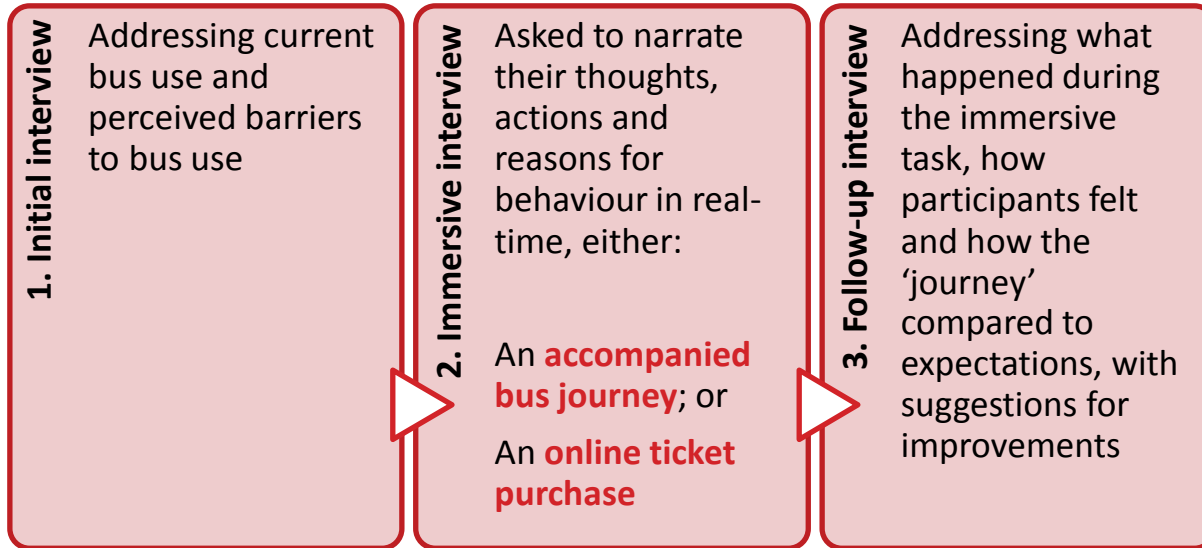 1. Initial interview
Addressing current
bus use and
perceived barriers
to bus use
2. Immersive interview
Asked to narrate
their thoughts,
actions and
reasons for
behaviour in real-
time, either:
An accompanied
bus journey; or
An online ticket
purchase
3. Follow-up interview
Addressing what
happened during
the immersive
task, how
participants felt
and how the
‘journey’
compared to
expectations, with
suggestions for
improvements